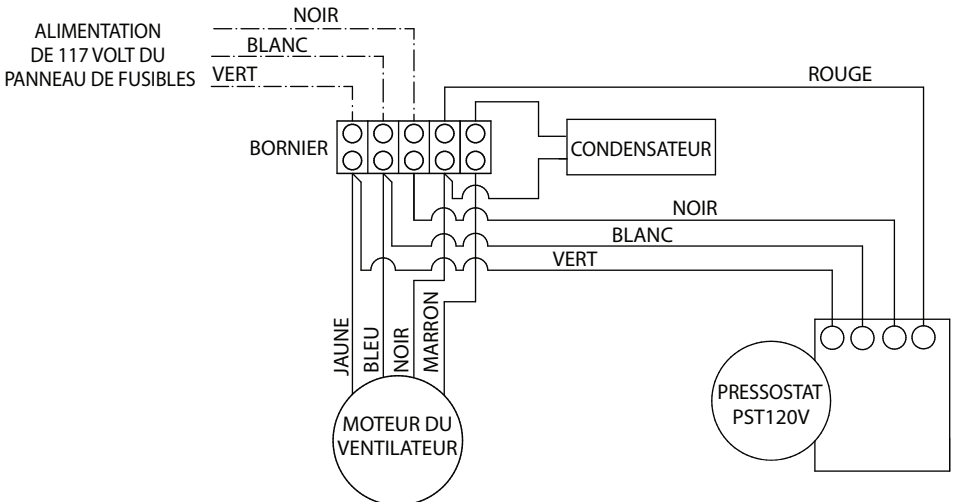 NOIR
ALIMENTATION
DE 117 VOLT DU
PANNEAU DE FUSIBLES
BLANC
VERT
ROUGE
BORNIER
CONDENSATEUR
NOIR
BLANC
VERT
JAUNE
BLEU
NOIR
MARRON
PRESSOSTAT
PST120V
MOTEUR DU
VENTILATEUR